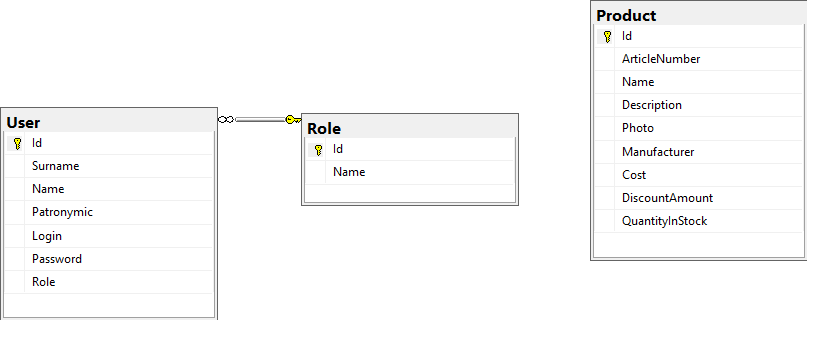 User
Id
Surname
Name
Patronymic
Login
Password
Role
Role
Id
Name
Product
Id
ArticleNumber
Name
Description
Photo
Manufacturer
Cost
DiscountAmount
QuantityInStock